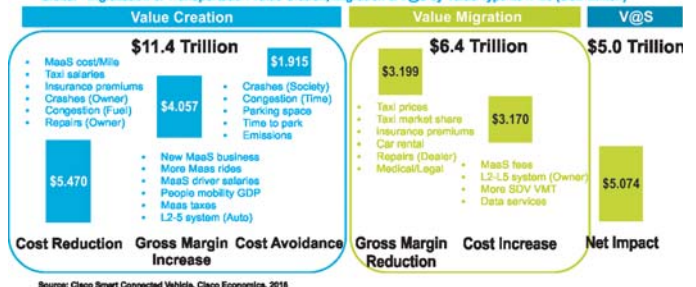 Value Creation
Value Migration
V@S
$11.4 Trillion
$6.4 Trillion
$5.0 Trillion
• MaaS cost/Mile
• Taxi salaries
• Insurance premiums
• Crashes (Owner)
• Congestion (Fuel)
• Repairs (Owner)
$5.470
Cost Reduction
$4.057
• New MaaS business
• More Maas rides
• MaaS driver salaries
• People mobility GDP
• Maas taxes
• L2-5 system (Auto)
Gross Margin
Increase
$1.915
• Crashes (Society)
• Congestion (Time)
• Parking space
• Time to park
• Emissions
Cost Avoidance
$3.199
• Taxi prices
• Taxi market share
• Insurance premiums
• Car rental
• Repairs (Dealer)
• Medical/Legal
Gross Margin
Reduction
$3.170
• MaaS fees
• L2-L5 system (Owner)
• More SDV VMT
• Data services
Cost Increase
$5.074
Net Impact
Source: Cisco Smart Connected Vehicle, Cisco Economics, 2016